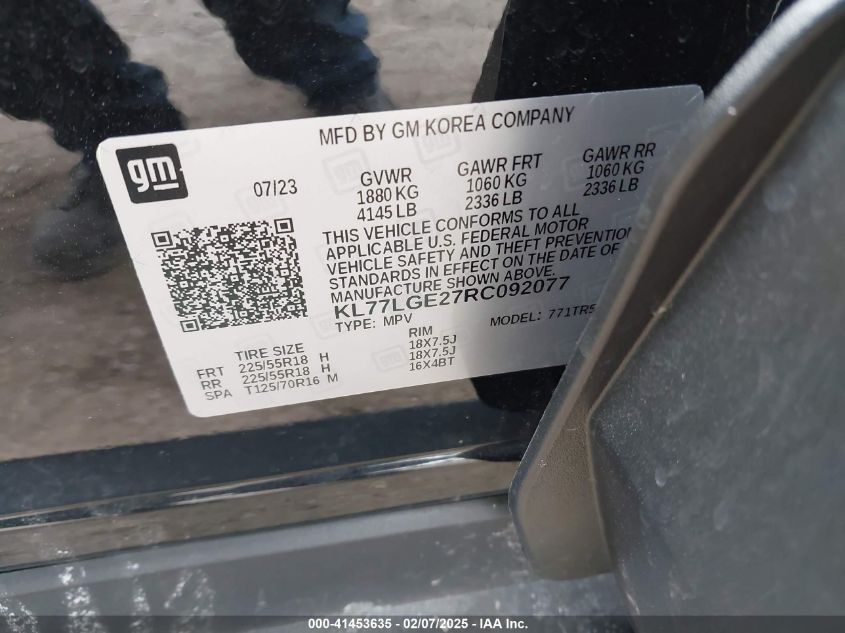 MFD BY GM KOREA COMPANY
gm
07/23
GVWR GAWR FRT GAWR RR
1880 KG 1060 KG 1060 KG
4145 LB 2336 LB 2336 LB
THIS VEHICLE CONFORMS TO ALL
APPLICABLE U.S. FEDERAL MOTOR
VEHICLE SAFETY AND THEFT PREVENTION
STANDARDS IN EFFECT ON THE DATE OF
MANUFACTURE SHOWN ABOVE.
KL77LGE27RC092077
TYPE: MPV MODEL: 771TR5
TIRE SIZE RIM
FRT 225/55R18 H 18X7.5J
RR 225/55R18 H 18X7.5J
SPA T125/70R16 M 16X4BT
000-41453635 - 02/07/2025 - IAA Inc.